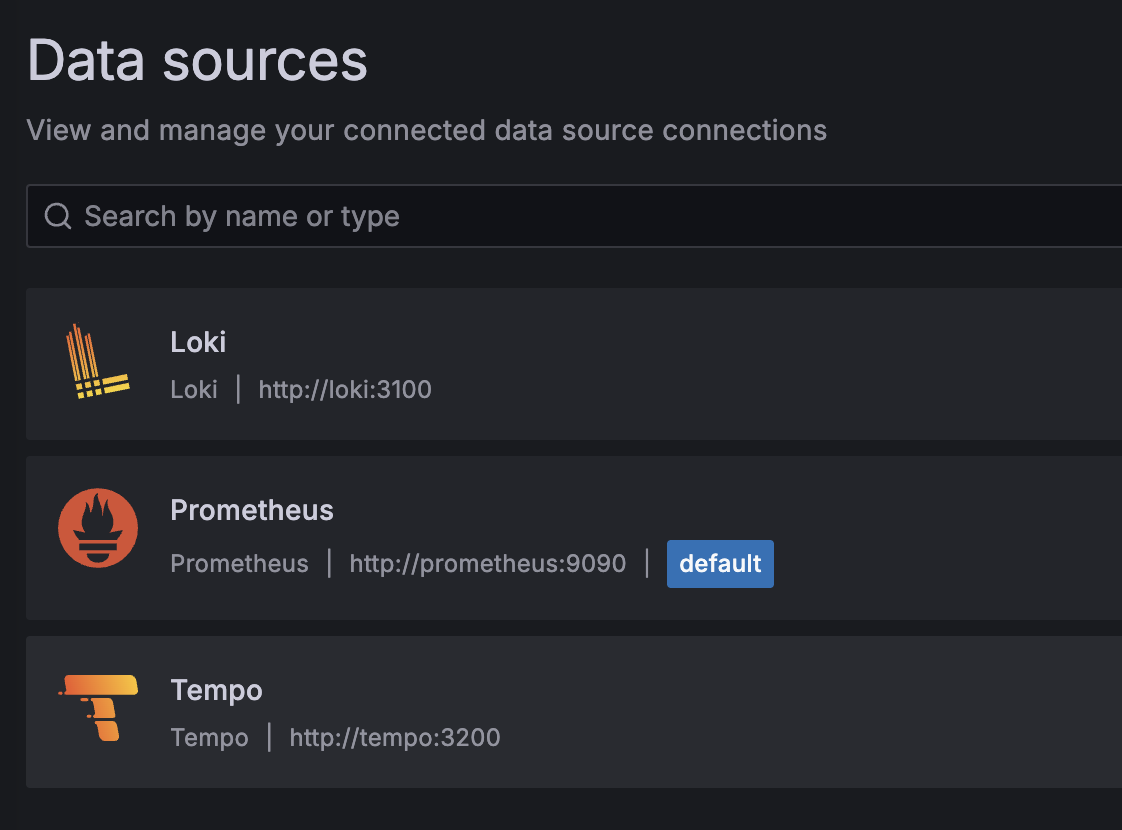 Data sources
View and manage your connected data source connections
Search by name or type
Loki
Loki | http://loki:3100
Prometheus
Prometheus | http://prometheus:9090 | default
Tempo
Tempo | http://tempo:3200